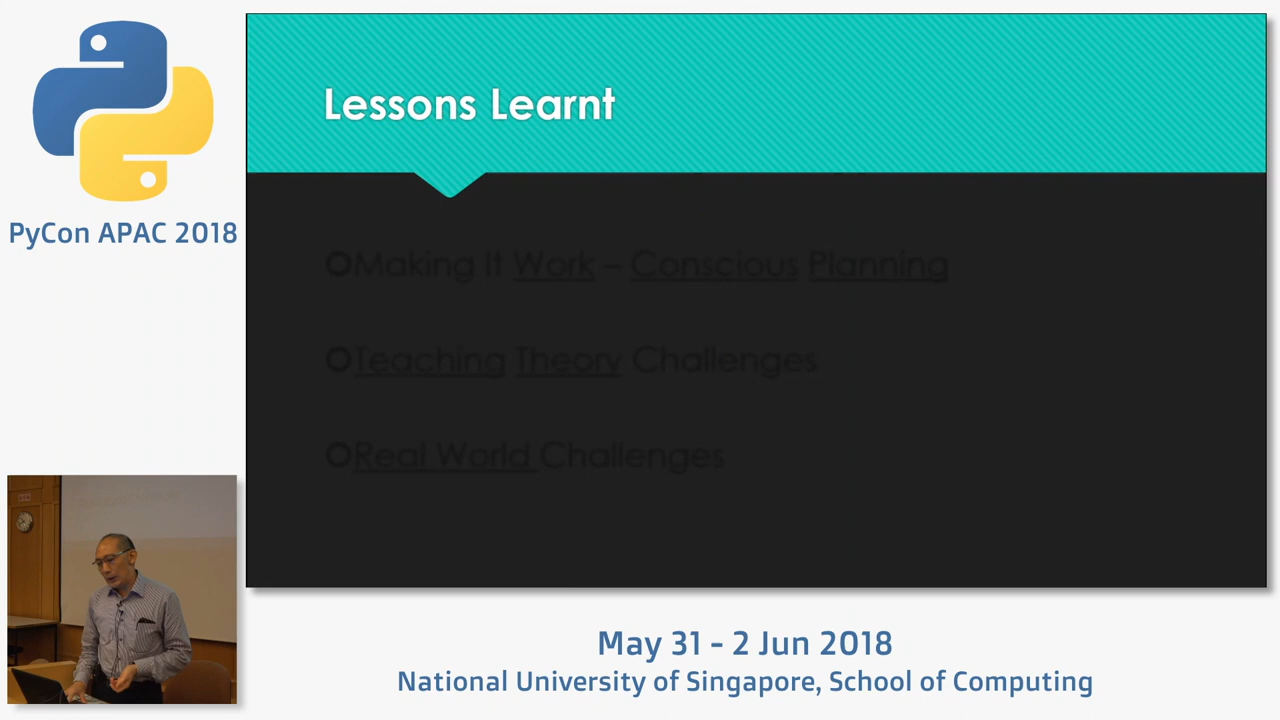 PyCon APAC 2018
Lessons Learnt
Making It Work – Conscious Planning
Teaching Theory Challenges
Real World Challenges
May 31 - 2 Jun 2018
National University of Singapore, School of Computing